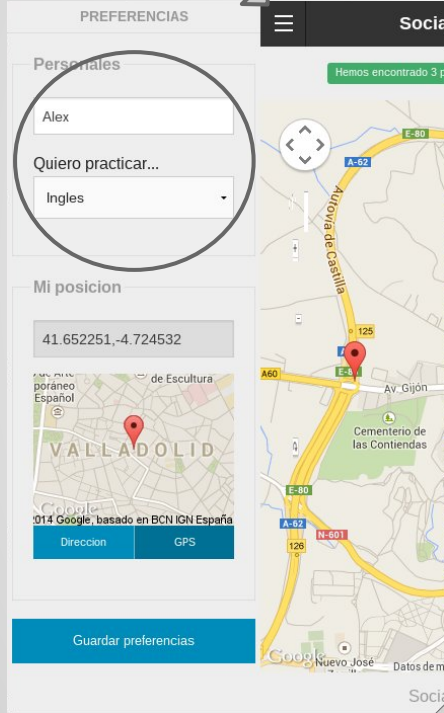 PREFERENCIAS
Personales
Alex
Quiero practicar...
Ingles
Mi posicion
41.652251,-4.724532
poráneo
Español
de Escultura
VALLADOLID
Google
2014 Google, basado en BCN IGN España
Direccion
GPS
Guardar preferencias
Socia
Hemos encontrado 3 p
E-80
A-62
Autovía de Castilla
125
A60
Av. Gijón
Cementerio de
las Contiendas
E-80
A-62
N-601
126
Google
Nuevo José
Datos de m
Socia